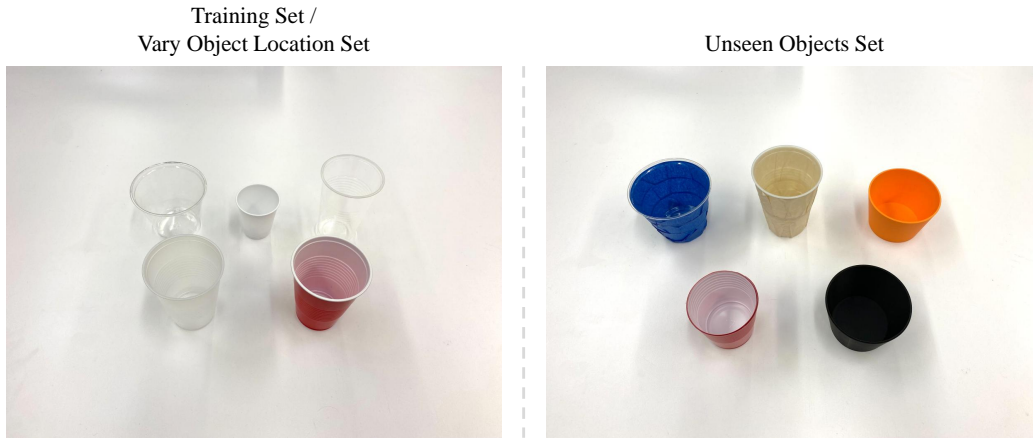 Training Set /
Vary Object Location Set
Unseen Objects Set